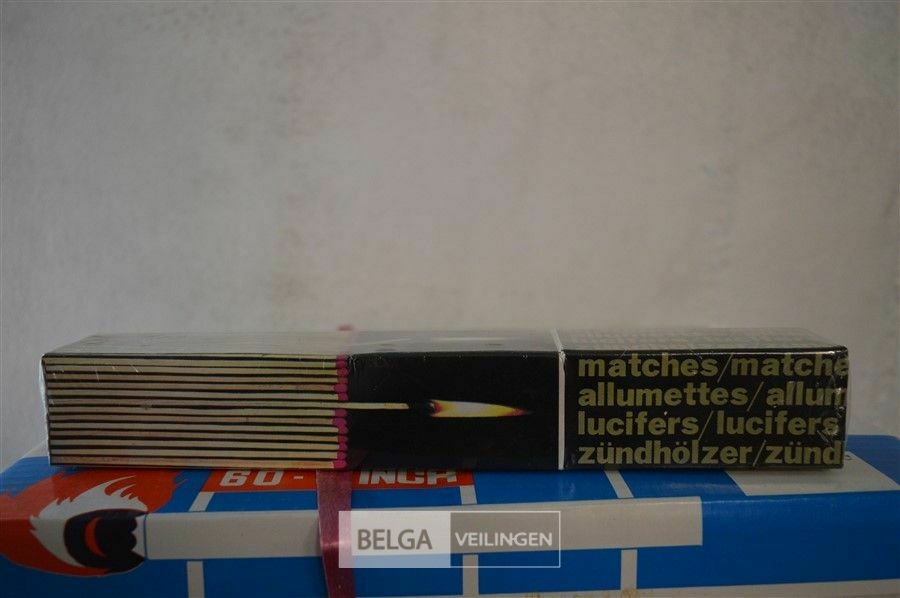 matches/matche
allumettes/allum
lucifers/lucifers
zündhölzer/zünd
60- INCH
BELGA VEILINGEN